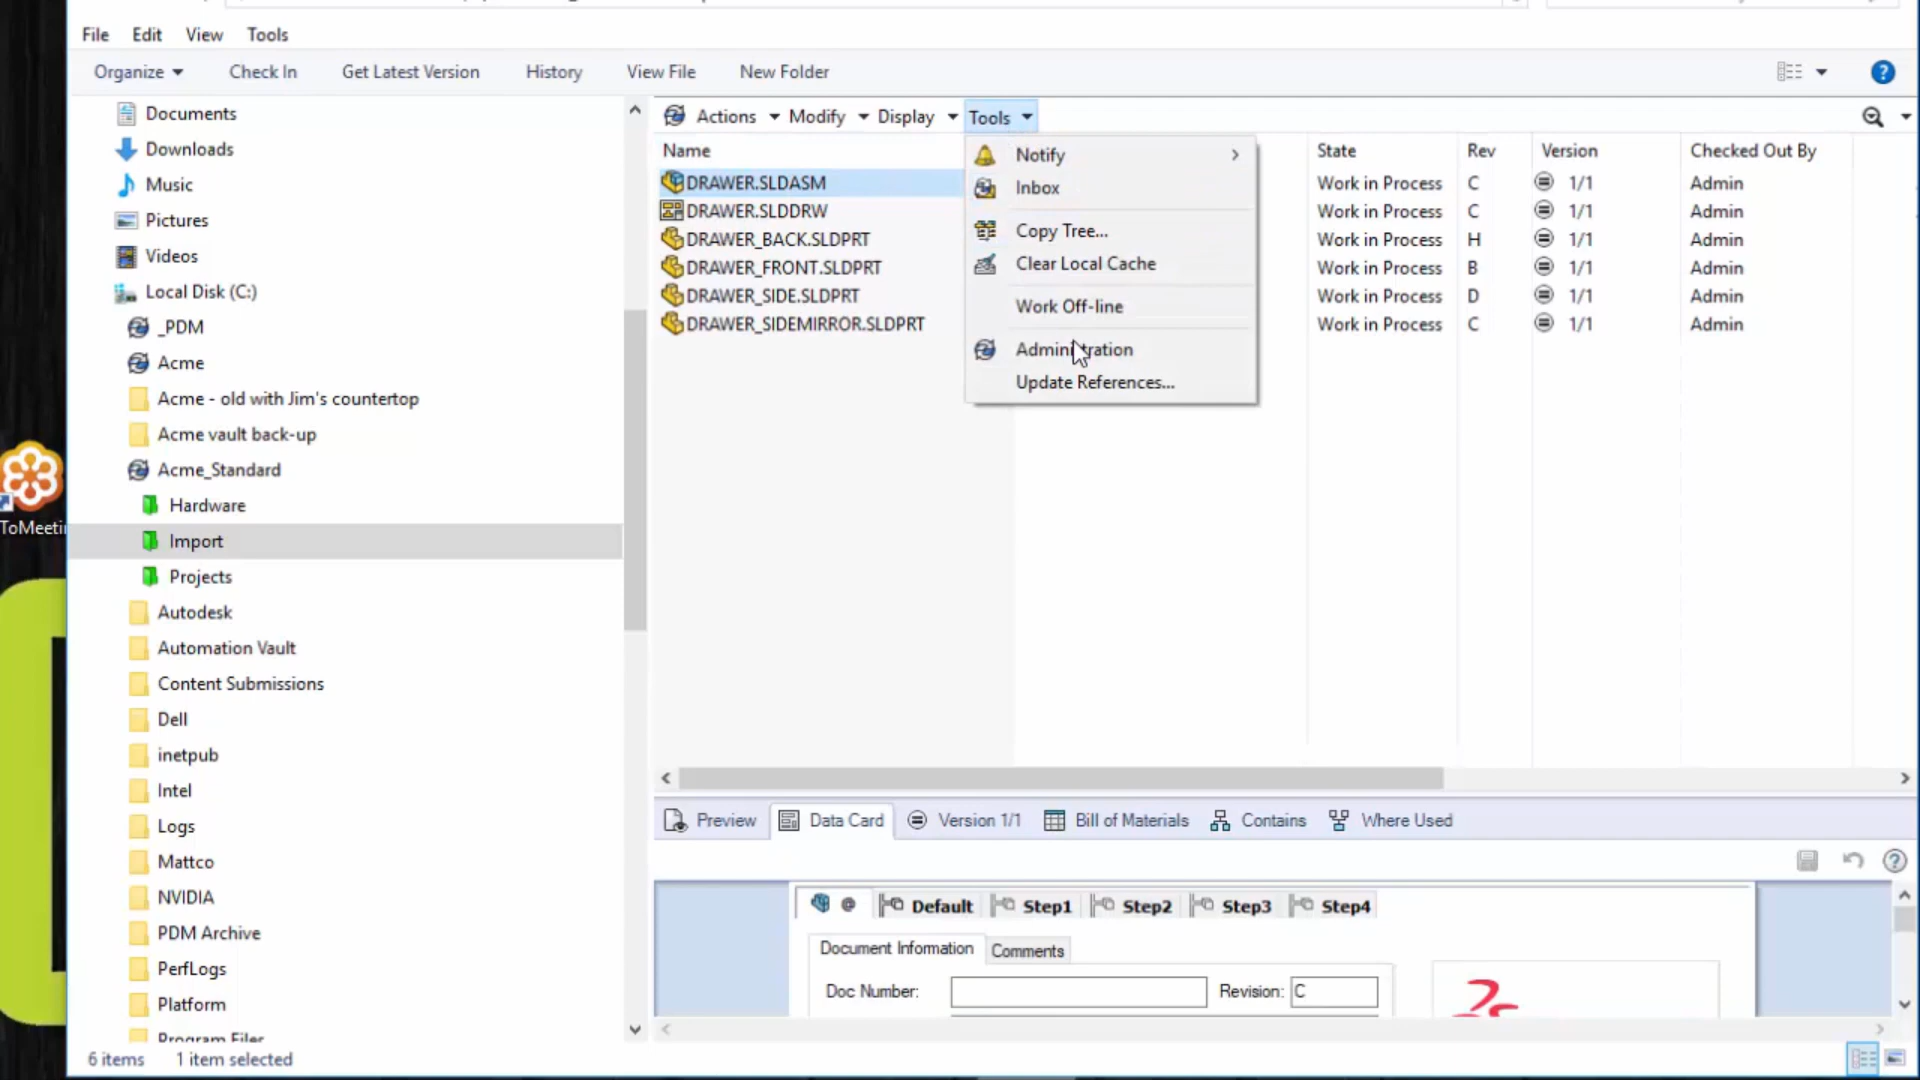 File Edit View Tools
Organize Check In Get Latest Version History View File New Folder
Documents
Downloads
Music
Pictures
Videos
Local Disk (C:)
_PDM
Acme
Acme - old with Jim's countertop
Acme vault back-up
Acme_Standard
Hardware
Import
Projects
Autodesk
Automation Vault
Content Submissions
Dell
inetpub
Intel
Logs
Mattco
NVIDIA
PDM Archive
PerfLogs
Platform
Program Files
Actions Modify Display Tools
Name State Rev Version Checked Out By
DRAWER.SLDASM Work in Process C 1/1 Admin
DRAWER.SLDDRW Work in Process C 1/1 Admin
DRAWER_BACK.SLDPRT Work in Process H 1/1 Admin
DRAWER_FRONT.SLDPRT Work in Process B 1/1 Admin
DRAWER_SIDE.SLDPRT Work in Process D 1/1 Admin
DRAWER_SIDEMIRROR.SLDPRT Work in Process C 1/1 Admin
Notify
Inbox
Copy Tree...
Clear Local Cache
Work Off-line
Administration
Update References...
Preview Data Card Version 1/1 Bill of Materials Contains Where Used
@ Default Step1 Step2 Step3 Step4
Document Information Comments
Doc Number: Revision: C
6 items 1 item selected